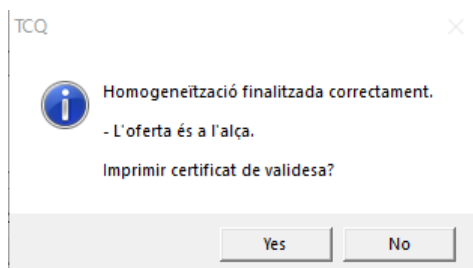 TCQ
Homogeneïtzació finalitzada correctament.
- L'oferta és a l'alça.
Imprimir certificat de validesa?
Yes
No